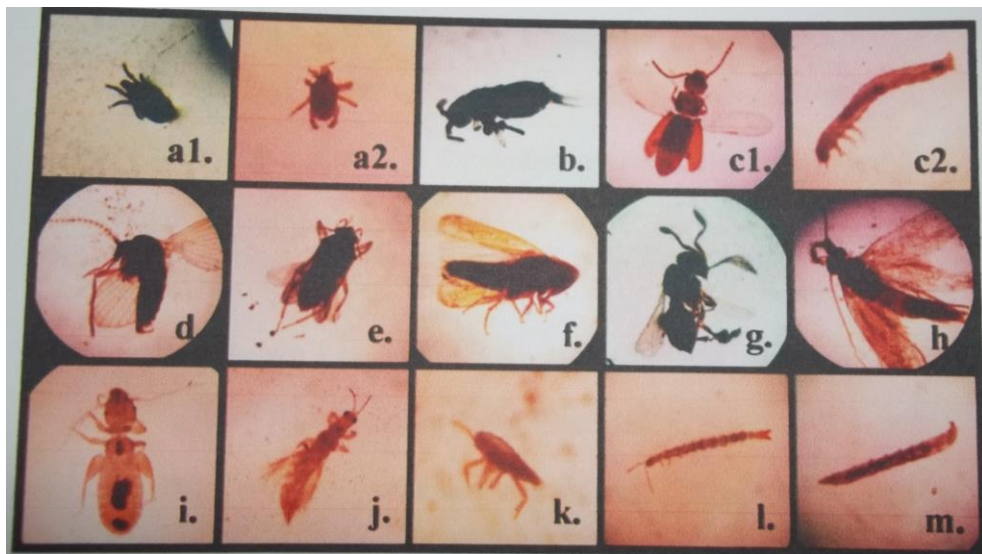 a1. a2. b. c1. c2.
d e. f. g. h
i. j. k. l. m.